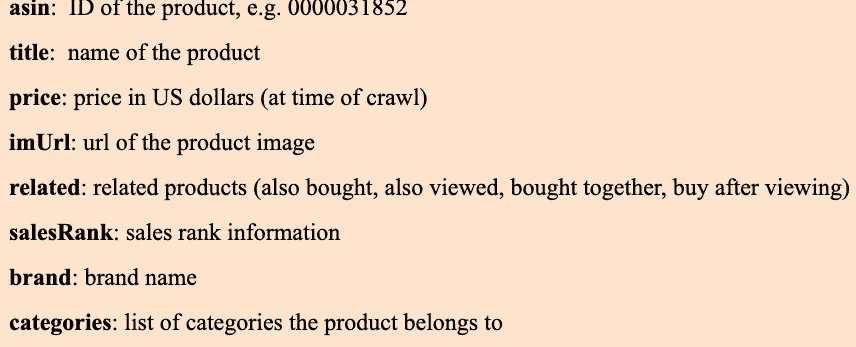 asin: ID of the product, e.g. 0000031852
title: name of the product
price: price in US dollars (at time of crawl)
imUrl: url of the product image
related: related products (also bought, also viewed, bought together, buy after viewing)
salesRank: sales rank information
brand: brand name
categories: list of categories the product belongs to